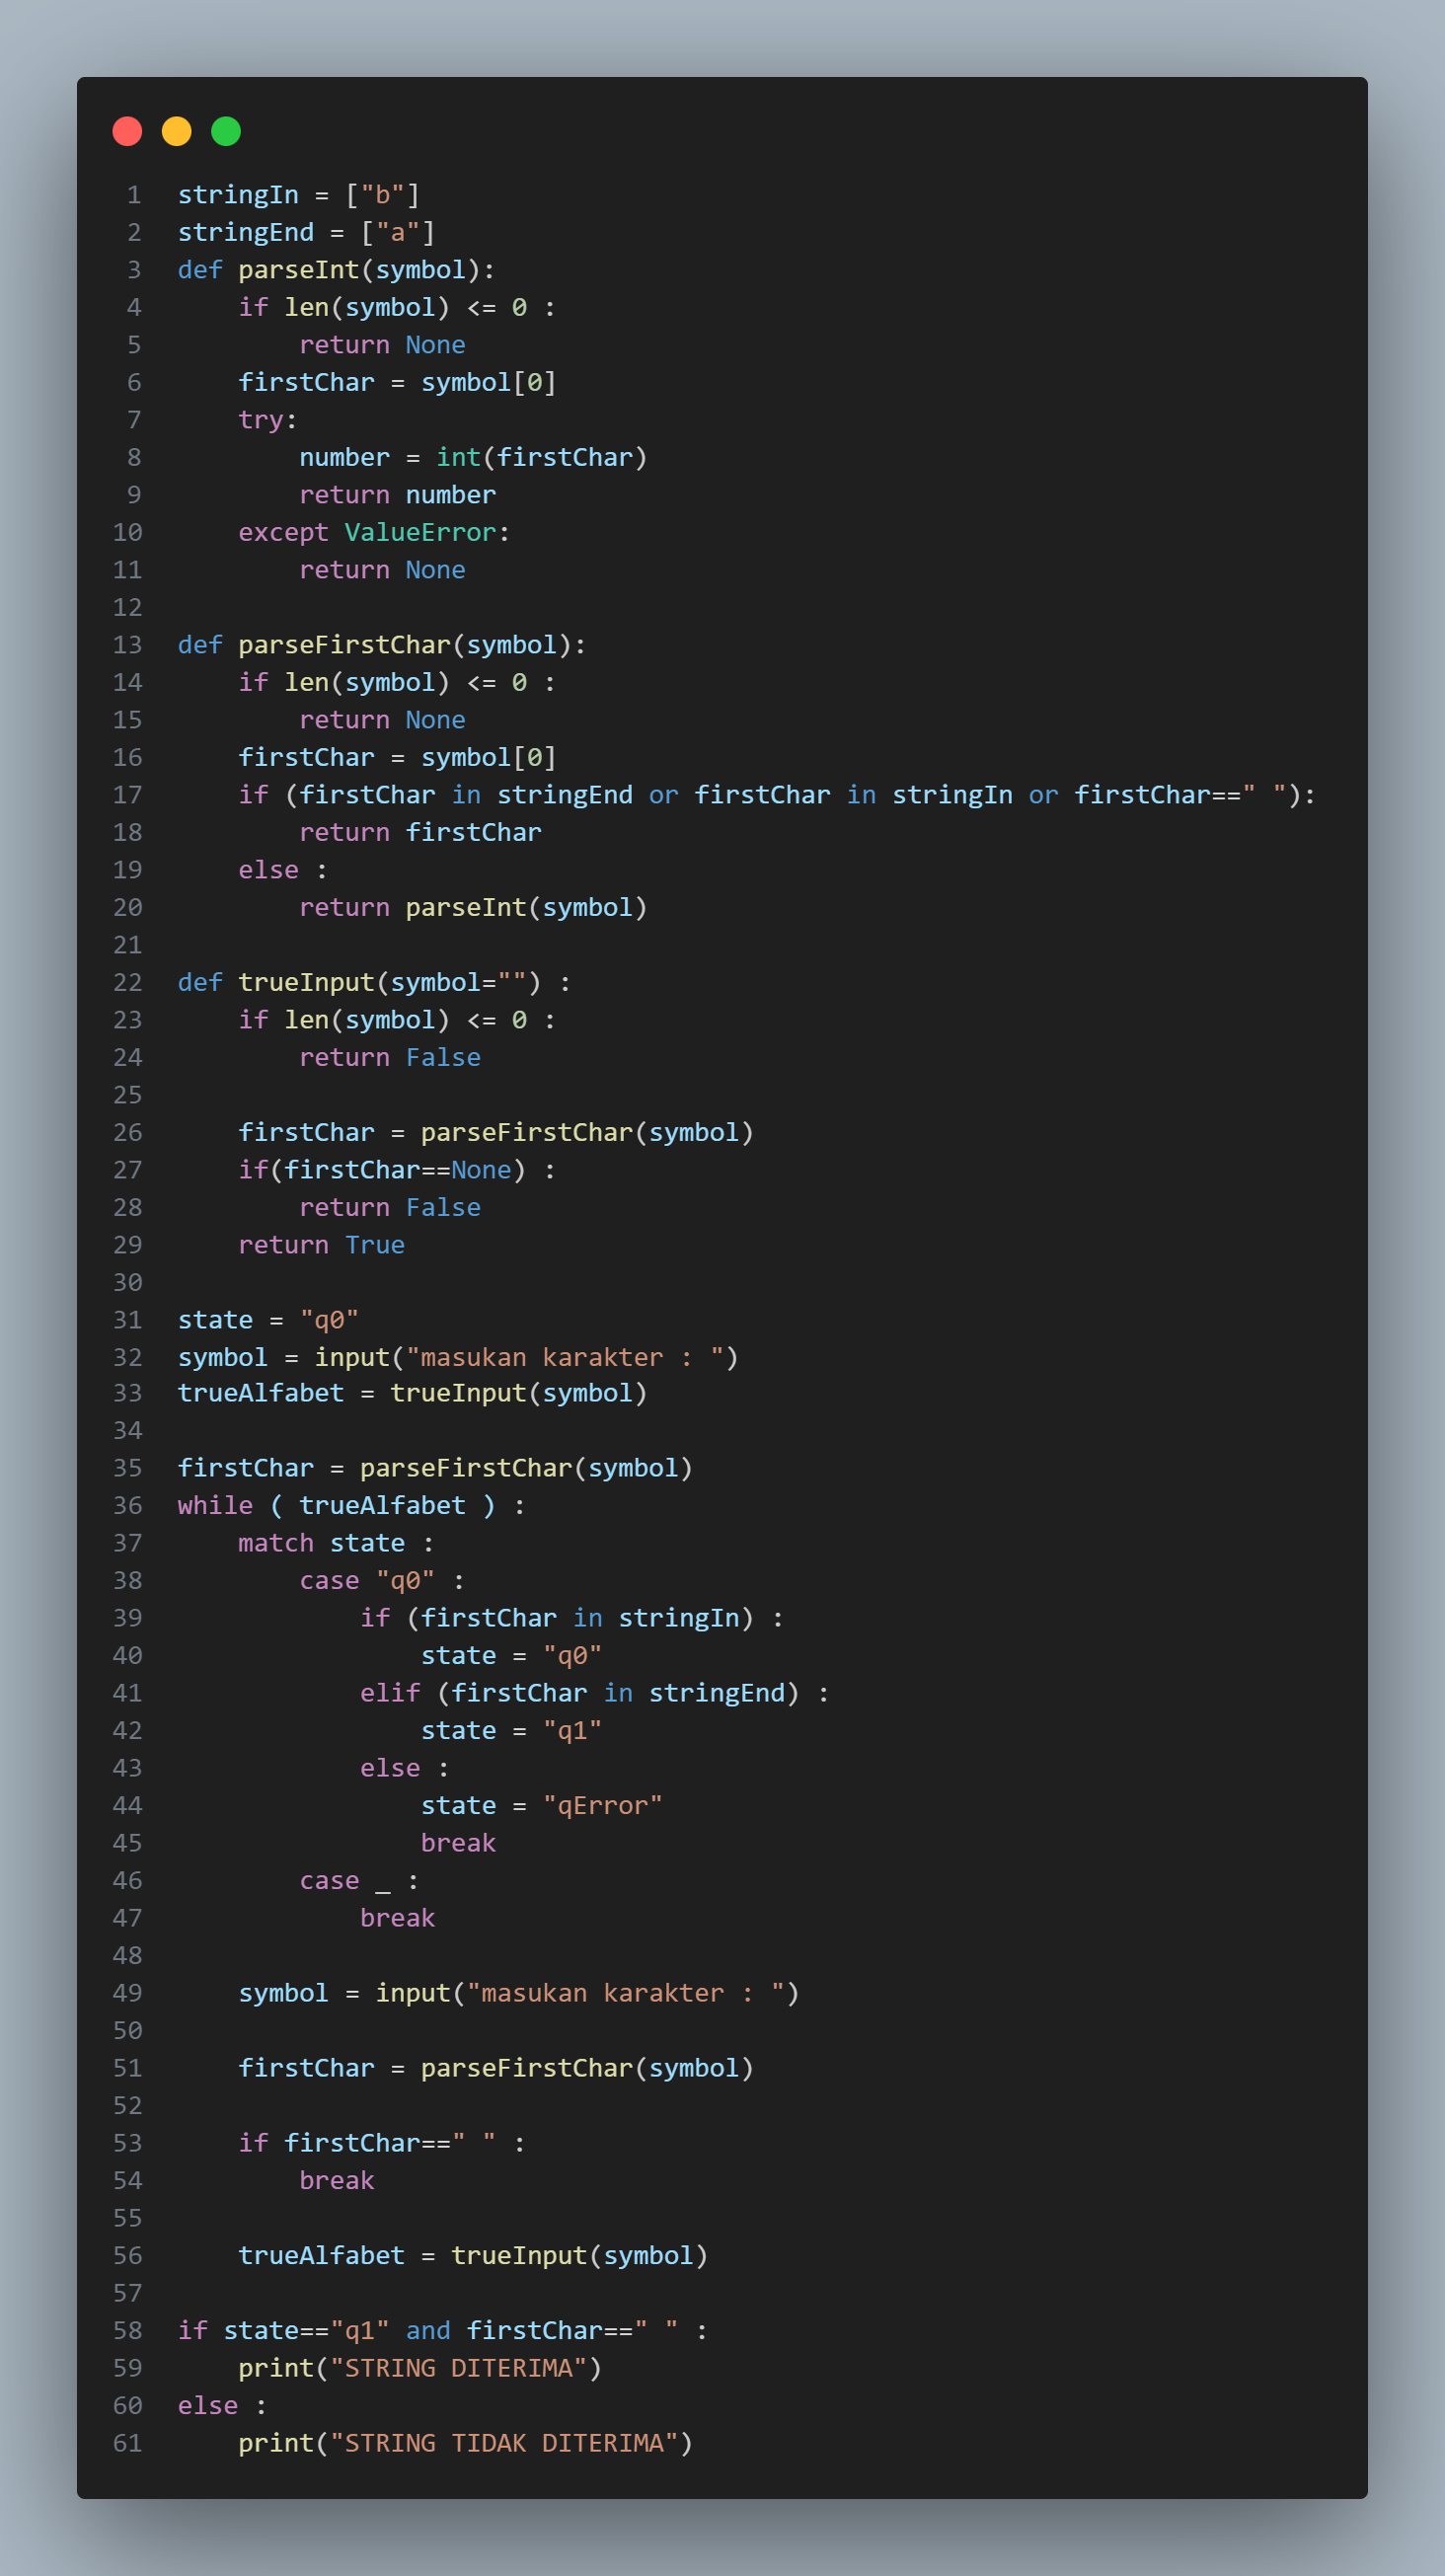 1 stringIn = ["b"]
2 stringEnd = ["a"]
3 def parseInt(symbol):
4     if len(symbol) <= 0 :
5         return None
6     firstChar = symbol[0]
7     try:
8         number = int(firstChar)
9         return number
10     except ValueError:
11         return None
12
13 def parseFirstChar(symbol):
14     if len(symbol) <= 0 :
15         return None
16     firstChar = symbol[0]
17     if (firstChar in stringEnd or firstChar in stringIn or firstChar==" "):
18         return firstChar
19     else :
20         return parseInt(symbol)
21
22 def trueInput(symbol="") :
23     if len(symbol) <= 0 :
24         return False
25
26     firstChar = parseFirstChar(symbol)
27     if(firstChar==None) :
28         return False
29     return True
30
31 state = "q0"
32 symbol = input("masukan karakter : ")
33 trueAlfabet = trueInput(symbol)
34
35 firstChar = parseFirstChar(symbol)
36 while ( trueAlfabet ) :
37     match state :
38         case "q0" :
39             if (firstChar in stringIn) :
40                 state = "q0"
41             elif (firstChar in stringEnd) :
42                 state = "q1"
43             else :
44                 state = "qError"
45                 break
46         case _ :
47             break
48
49     symbol = input("masukan karakter : ")
50
51     firstChar = parseFirstChar(symbol)
52
53     if firstChar==" " :
54         break
55
56     trueAlfabet = trueInput(symbol)
57
58 if state=="q1" and firstChar==" " :
59     print("STRING DITERIMA")
60 else :
61     print("STRING TIDAK DITERIMA")